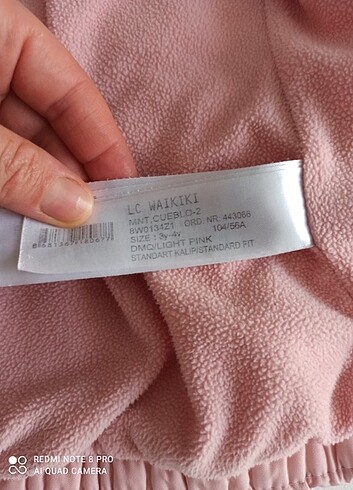 LC WAIKIKI
MNT.CUEBLO-2
8W0134Z1 ORD. NR: 443066
SIZE : 3y-4y 104/56A
DMQ/LIGHT PINK
STANDART KALIP/STANDARD FIT
REDMI NOTE 8 PRO
AI QUAD CAMERA